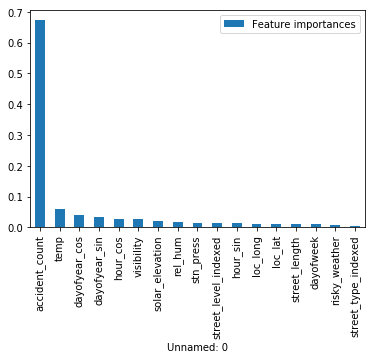 0.7
0.6
0.5
0.4
0.3
0.2
0.1
0.0
Feature importances
accident_count
temp
dayofyear_cos
dayofyear_sin
hour_cos
visibility
solar_elevation
rel_hum
stn_press
street_level_indexed
hour_sin
loc_long
loc_lat
street_length
dayofweek
risky_weather
street_type_indexed
Unnamed: 0